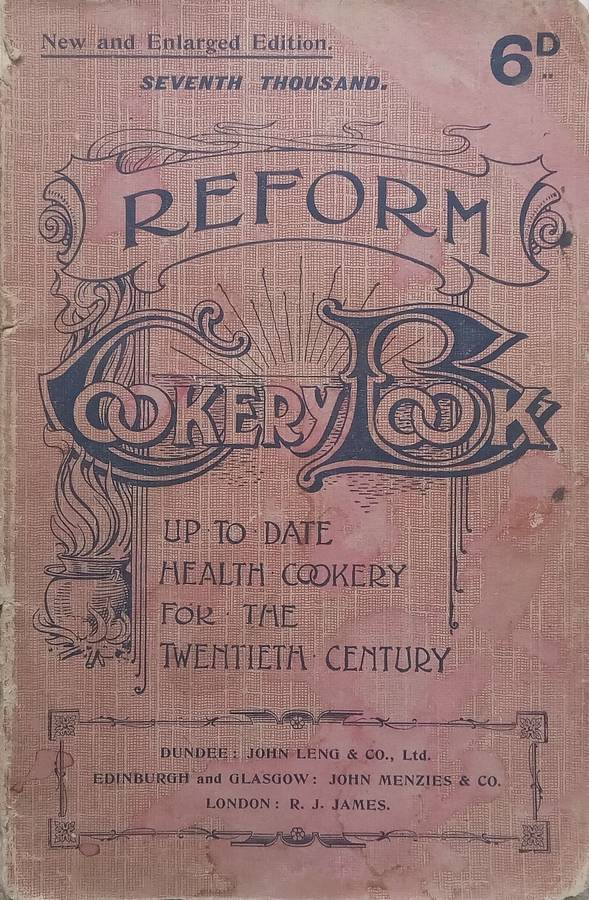 New and Enlarged Edition.
SEVENTH THOUSAND.
6D
REFORM
COOKERY BOOK
UP TO · DATE
HEALTH · COOKERY
FOR · THE
TWENTIETH · CENTURY
DUNDEE: JOHN LENG & CO., Ltd.
EDINBURGH and GLASGOW: JOHN MENZIES & CO.
LONDON: R. J. JAMES.